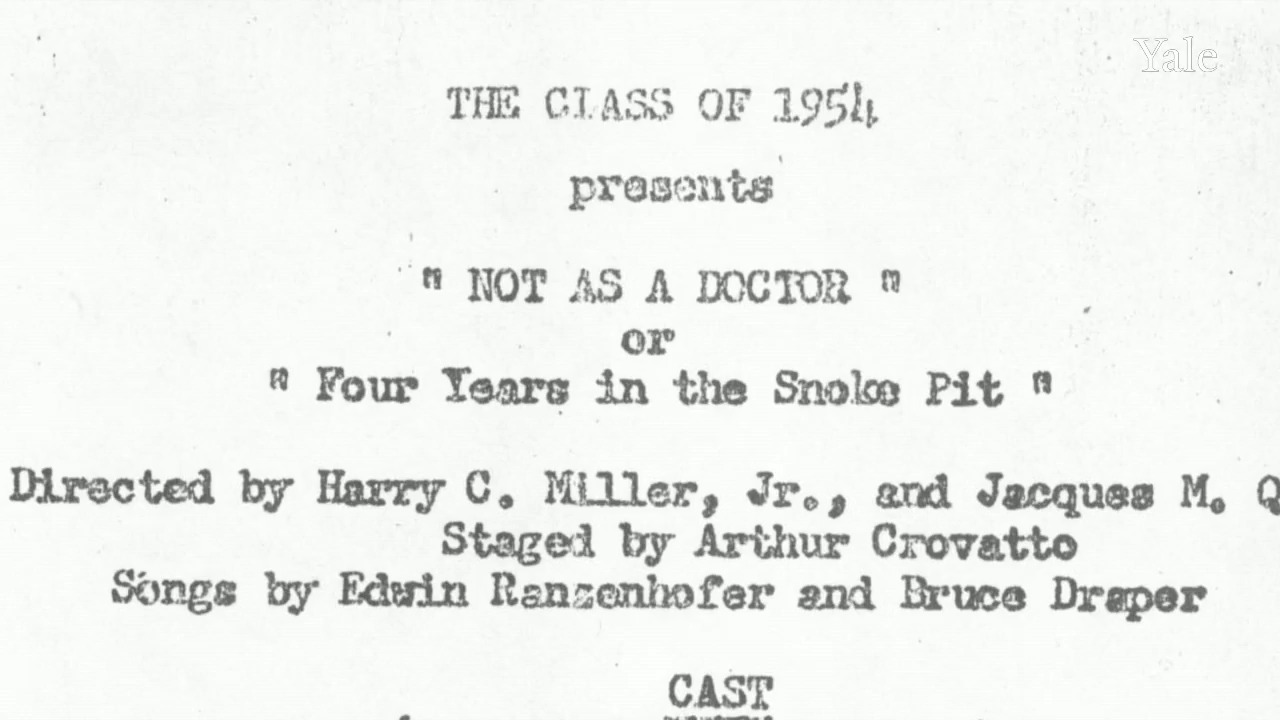 Yale
THE CLASS OF 1954
presents
" NOT AS A DOCTOR "
or
" Four Years in the Snake Pit "
Directed by Harry C. Miller, Jr., and Jacques M. Q
Staged by Arthur Crovatto
Songs by Edwin Ranzenhofer and Bruce Draper
CAST